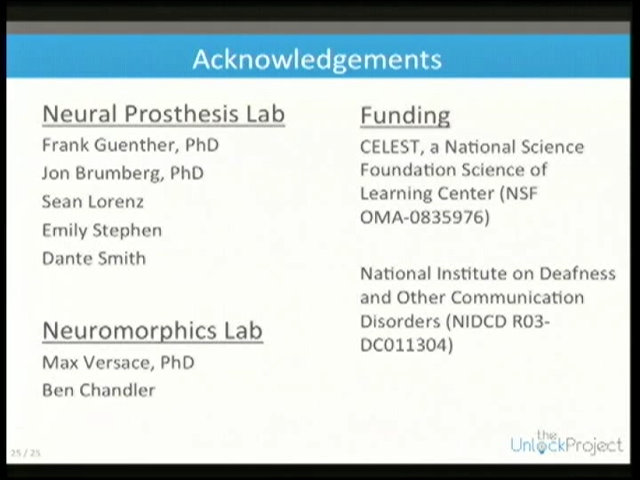 Acknowledgements
Neural Prosthesis Lab
Frank Guenther, PhD
Jon Brumberg, PhD
Sean Lorenz
Emily Stephen
Dante Smith
Neuromorphics Lab
Max Versace, PhD
Ben Chandler
Funding
CELEST, a National Science
Foundation Science of
Learning Center (NSF
OMA-0835976)
National Institute on Deafness
and Other Communication
Disorders (NIDCD R03-
DC011304)
25 / 25
the
UnlockProject